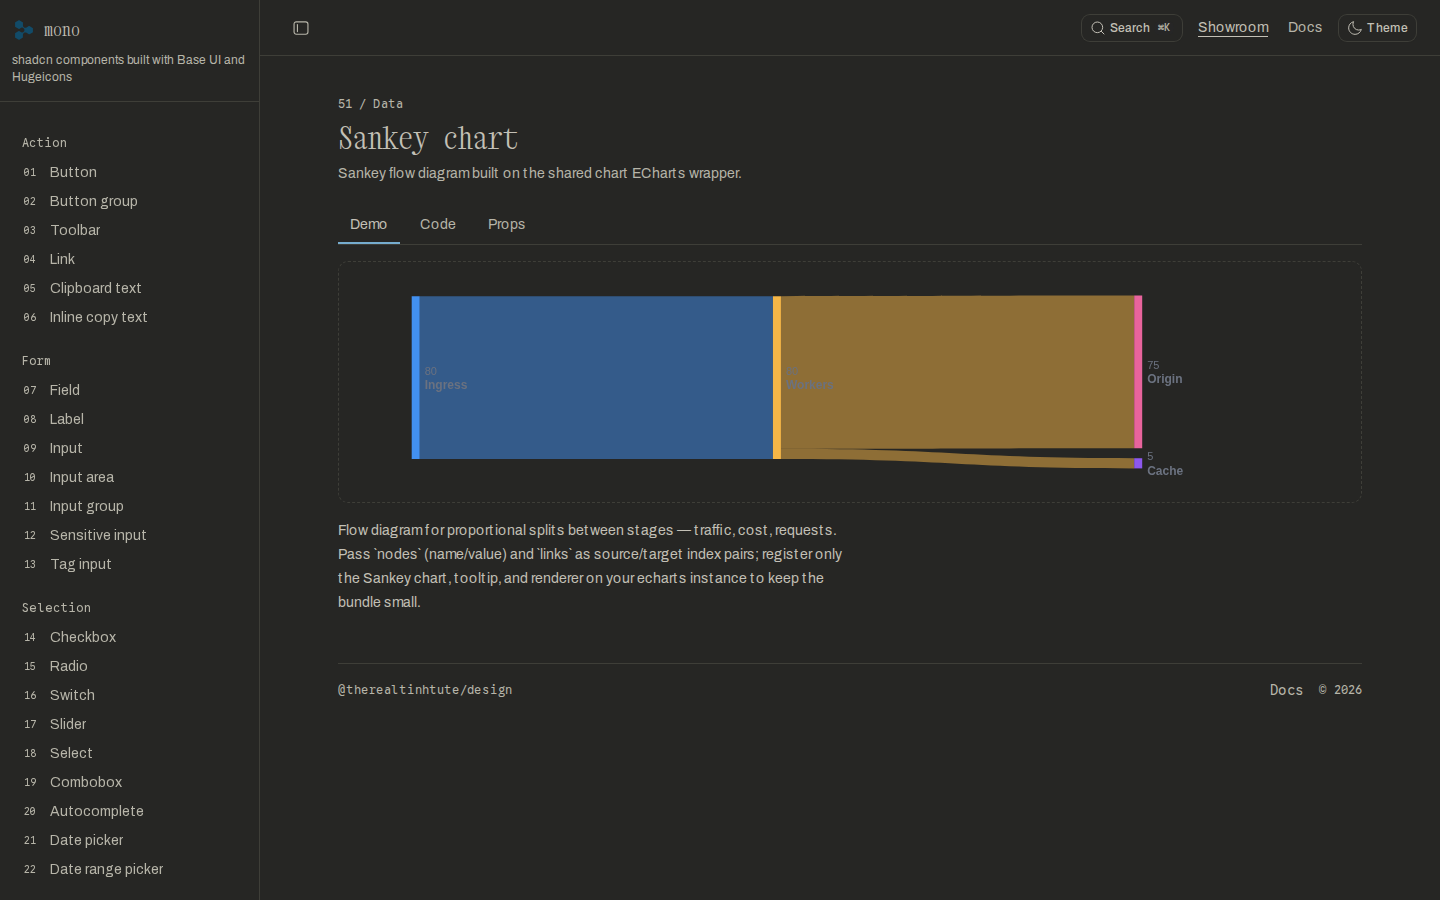 mono
shadcn components built with Base UI and
Hugeicons
Action
01 Button
02 Button group
03 Toolbar
04 Link
05 Clipboard text
06 Inline copy text
Form
07 Field
08 Label
09 Input
10 Input area
11 Input group
12 Sensitive input
13 Tag input
Selection
14 Checkbox
15 Radio
16 Switch
17 Slider
18 Select
19 Combobox
20 Autocomplete
21 Date picker
22 Date range picker
Search ⌘K
Showroom
Docs
Theme
51 / Data
Sankey chart
Sankey flow diagram built on the shared chart ECharts wrapper.
Demo Code Props
80
Ingress
75
Origin
5
Cache
Flow diagram for proportional splits between stages — traffic, cost, requests.
Pass `nodes` (name/value) and `links` as source/target index pairs; register only
the Sankey chart, tooltip, and renderer on your echarts instance to keep the
bundle small.
@therealtinhtute/design
Docs © 2026